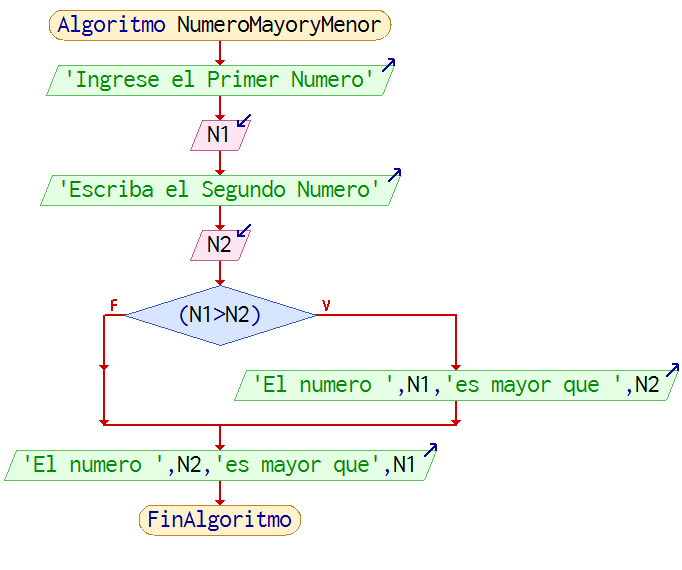 Algoritmo NumeroMayoryMenor
'Ingrese el Primer Numero'
N1
'Escriba el Segundo Numero'
N2
F
(N1>N2)
V
'El numero ',N1,'es mayor que ',N2
'El numero ',N2,'es mayor que',N1
FinAlgoritmo